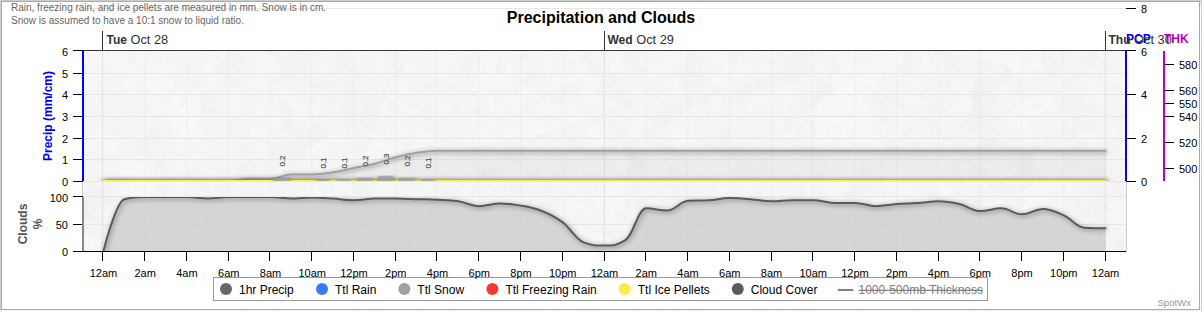 Rain, freezing rain, and ice pellets are measured in mm. Snow is in cm.
Snow is assumed to have a 10:1 snow to liquid ratio.
Precipitation and Clouds
Tue Oct 28
Wed Oct 29
Thu Oct 30
PCP
THK
Precip (mm/cm)
6
5
4
3
2
1
0
0.2
0.1
0.1
0.2
0.3
0.2
0.1
8
6
4
2
0
580
560
550
540
520
500
Clouds
%
100
50
0
12am 2am 4am 6am 8am 10am 12pm 2pm 4pm 6pm 8pm 10pm 12am 2am 4am 6am 8am 10am 12pm 2pm 4pm 6pm 8pm 10pm 12am
1hr Precip Ttl Rain Ttl Snow Ttl Freezing Rain Ttl Ice Pellets Cloud Cover 1000-500mb Thickness
SpotWx